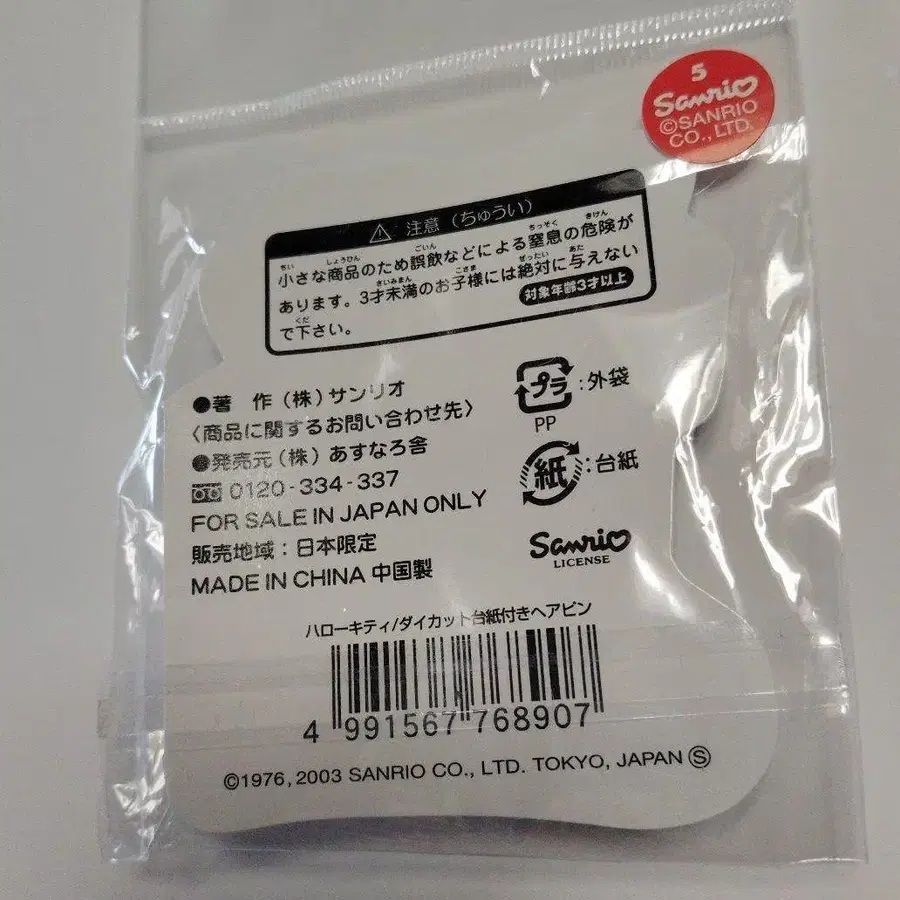 5
Sanrio
©SANRIO
CO., LTD.
⚠ 注意（ちゅうい）
小さな商品のため誤飲などによる窒息の危険が
あります。3才未満のお子様には絶対に与えない
で下さい。
対象年齢3才以上
●著 作（株）サンリオ
〈商品に関するお問い合わせ先〉
●発売元（株）あすなろ舎
0120-334-337
FOR SALE IN JAPAN ONLY
販売地域：日本限定
MADE IN CHINA 中国製
プラ：外袋
PP
紙：台紙
Sanrio
LICENSE
ハローキティ/ダイカット台紙付きヘアピン
4 991567 768907
©1976, 2003 SANRIO CO., LTD. TOKYO, JAPAN Ⓢ